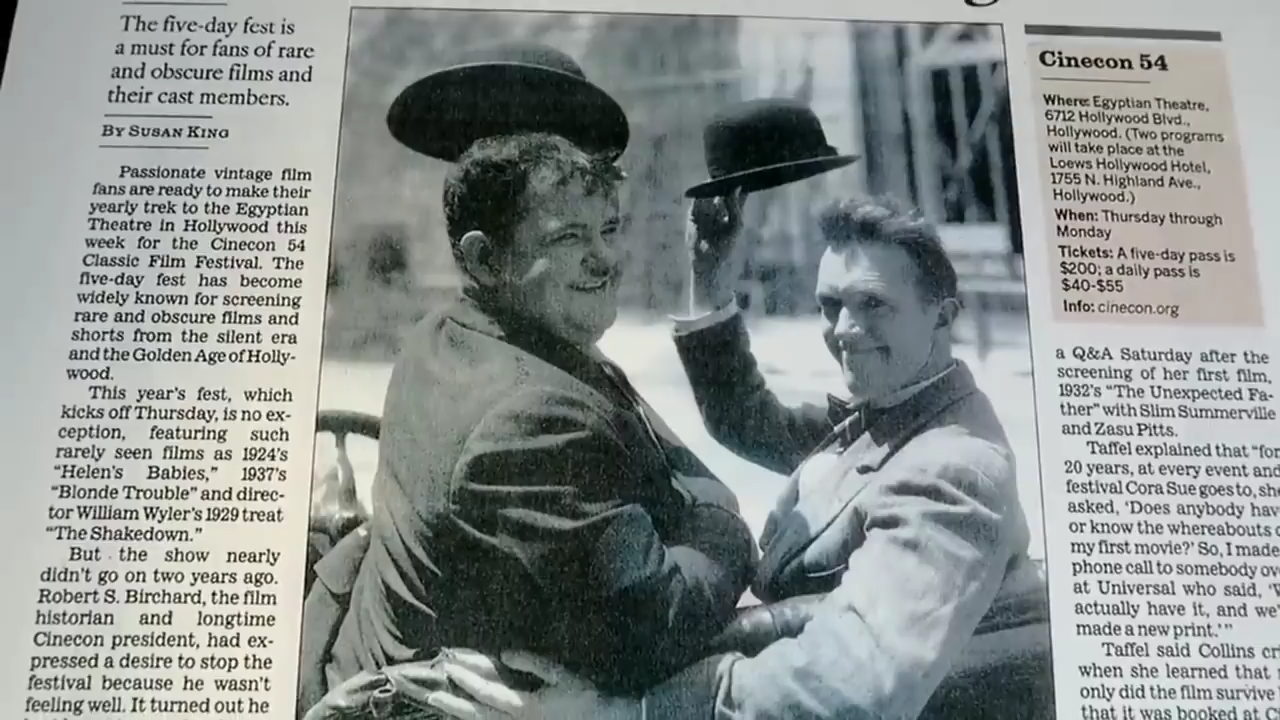 The five-day fest is
a must for fans of rare
and obscure films and
their cast members.
BY SUSAN KING
Passionate vintage film
fans are ready to make their
yearly trek to the Egyptian
Theatre in Hollywood this
week for the Cinecon 54
Classic Film Festival. The
five-day fest has become
widely known for screening
rare and obscure films and
shorts from the silent era
and the Golden Age of Holly-
wood.
This year's fest, which
kicks off Thursday, is no ex-
ception, featuring such
rarely seen films as 1924's
"Helen's Babies," 1937's
"Blonde Trouble" and direc-
tor William Wyler's 1929 treat
"The Shakedown."
But the show nearly
didn't go on two years ago.
Robert S. Birchard, the film
historian and longtime
Cinecon president, had ex-
pressed a desire to stop the
festival because he wasn't
feeling well. It turned out he
Cinecon 54
Where: Egyptian Theatre,
6712 Hollywood Blvd.,
Hollywood. (Two programs
will take place at the
Loews Hollywood Hotel,
1755 N. Highland Ave.,
Hollywood.)
When: Thursday through
Monday
Tickets: A five-day pass is
$200; a daily pass is
$40-$55
Info: cinecon.org
a Q&A Saturday after the
screening of her first film,
1932's "The Unexpected Fa-
ther" with Slim Summerville
and Zasu Pitts.
Taffel explained that "for
20 years, at every event and
festival Cora Sue goes to, she
asked, 'Does anybody hav
or know the whereabouts o
my first movie?' So, I made
phone call to somebody ov
at Universal who said, 'W
actually have it, and we'
made a new print.'"
Taffel said Collins cri
when she learned that
only did the film survive
that it was booked at Ci